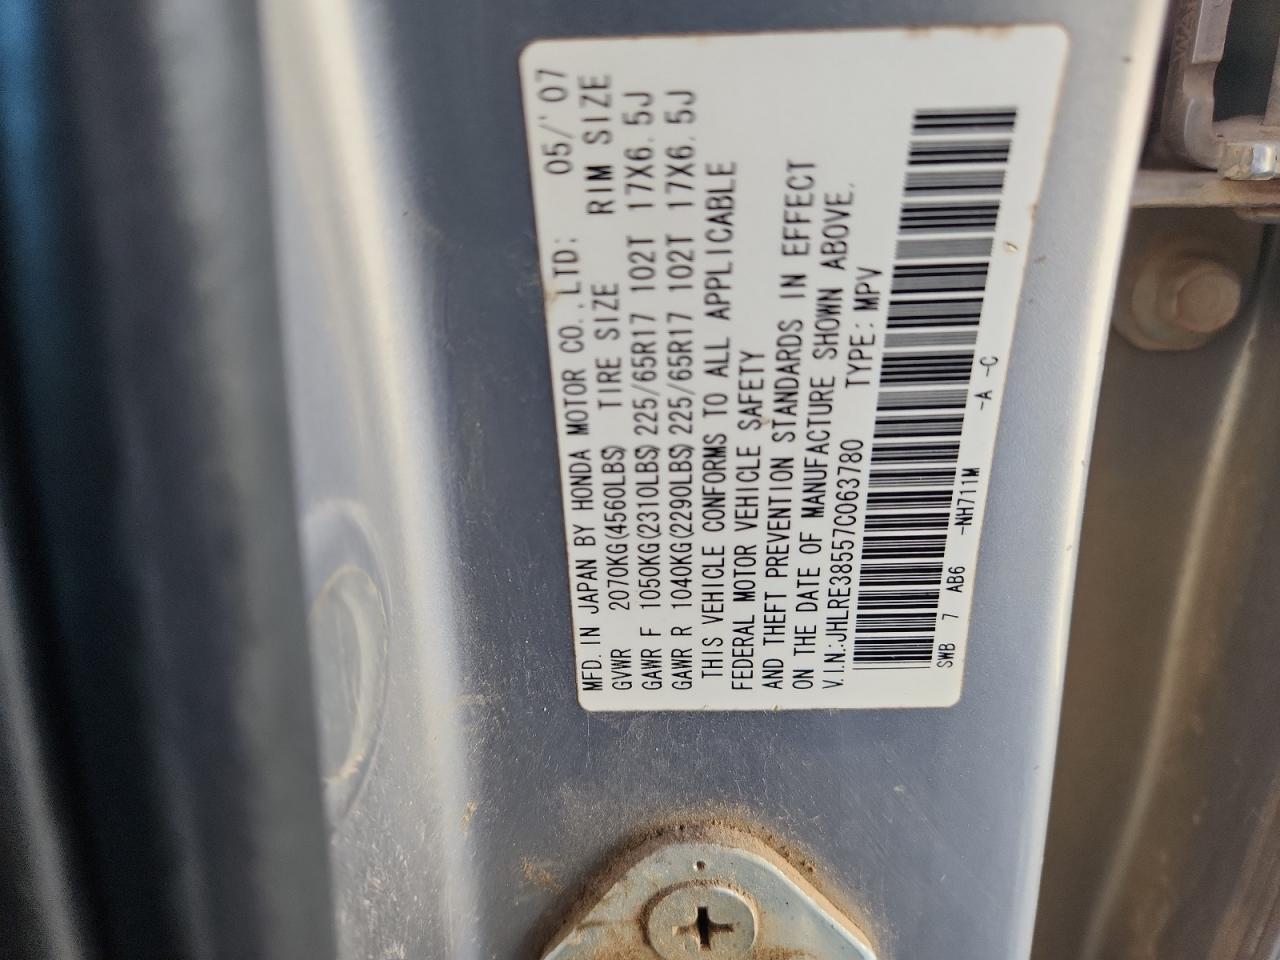 MFD. IN JAPAN BY HONDA MOTOR CO.,LTD: 05/'07
GVWR 2070KG(4560LBS) TIRE SIZE RIM SIZE
GAWR F 1050KG(2310LBS) 225/65R17 102T 17X6.5J
GAWR R 1040KG(2290LBS) 225/65R17 102T 17X6.5J
THIS VEHICLE CONFORMS TO ALL APPLICABLE
FEDERAL MOTOR VEHICLE SAFETY
AND THEFT PREVENTION STANDARDS IN EFFECT
ON THE DATE OF MANUFACTURE SHOWN ABOVE.
V.I.N.:JHLRE38557C063780 TYPE: MPV
SWB 7 AB6 -NH711M -A -C